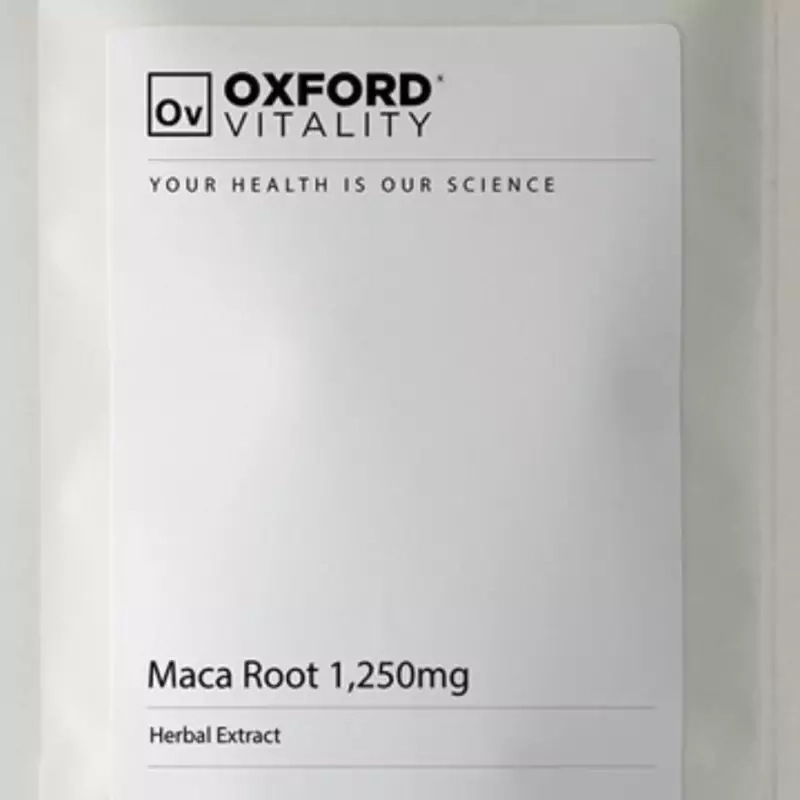 Ov
OXFORD
VITALITY
YOUR HEALTH IS OUR SCIENCE
Maca Root 1,250mg
Herbal Extract